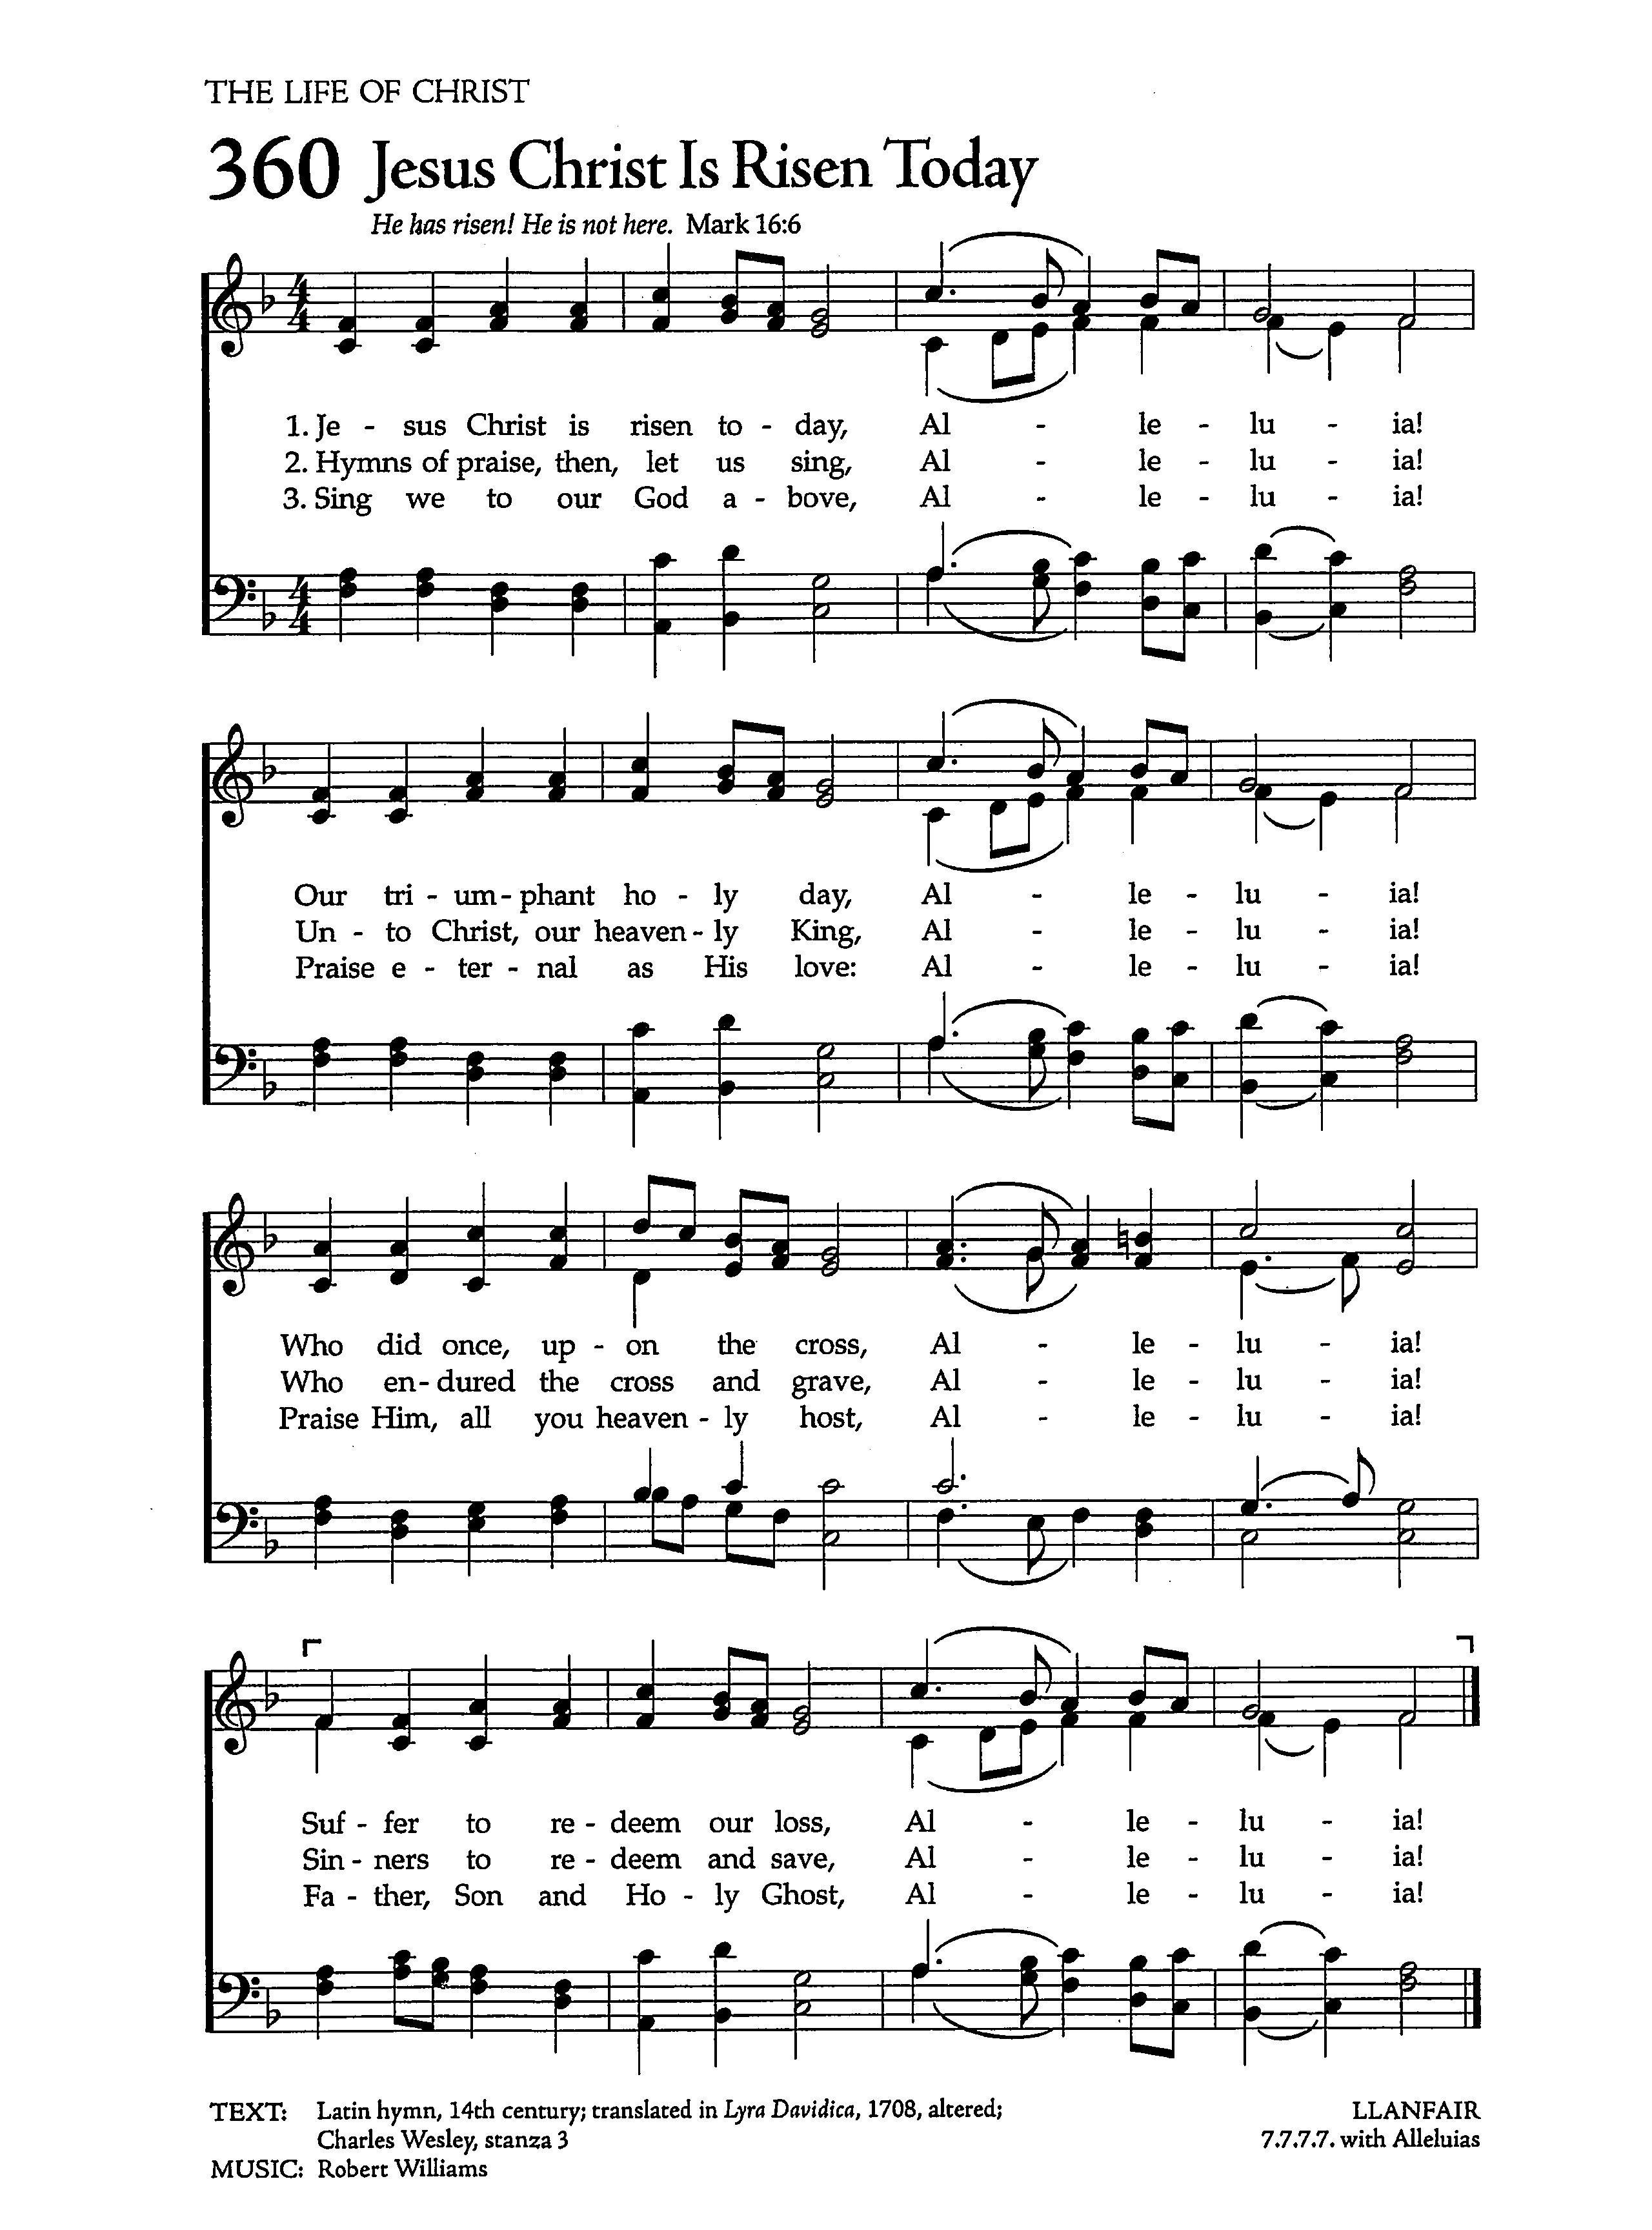 THE LIFE OF CHRIST
360 Jesus Christ Is Risen Today
He has risen! He is not here. Mark 16:6
1. Je - sus Christ is risen to - day, Al - le - lu - ia!
2. Hymns of praise, then, let us sing, Al - le - lu - ia!
3. Sing we to our God a - bove, Al - le - lu - ia!
Our tri - um - phant ho - ly day, Al - le - lu - ia!
Un - to Christ, our heaven - ly King, Al - le - lu - ia!
Praise e - ter - nal as His love: Al - le - lu - ia!
Who did once, up - on the cross, Al - le - lu - ia!
Who en - dured the cross and grave, Al - le - lu - ia!
Praise Him, all you heaven - ly host, Al - le - lu - ia!
Suf - fer to re - deem our loss, Al - le - lu - ia!
Sin - ners to re - deem and save, Al - le - lu - ia!
Fa - ther, Son and Ho - ly Ghost, Al - le - lu - ia!
TEXT: Latin hymn, 14th century; translated in Lyra Davidica, 1708, altered;
Charles Wesley, stanza 3
MUSIC: Robert Williams
LLANFAIR
7.7.7.7. with Alleluias